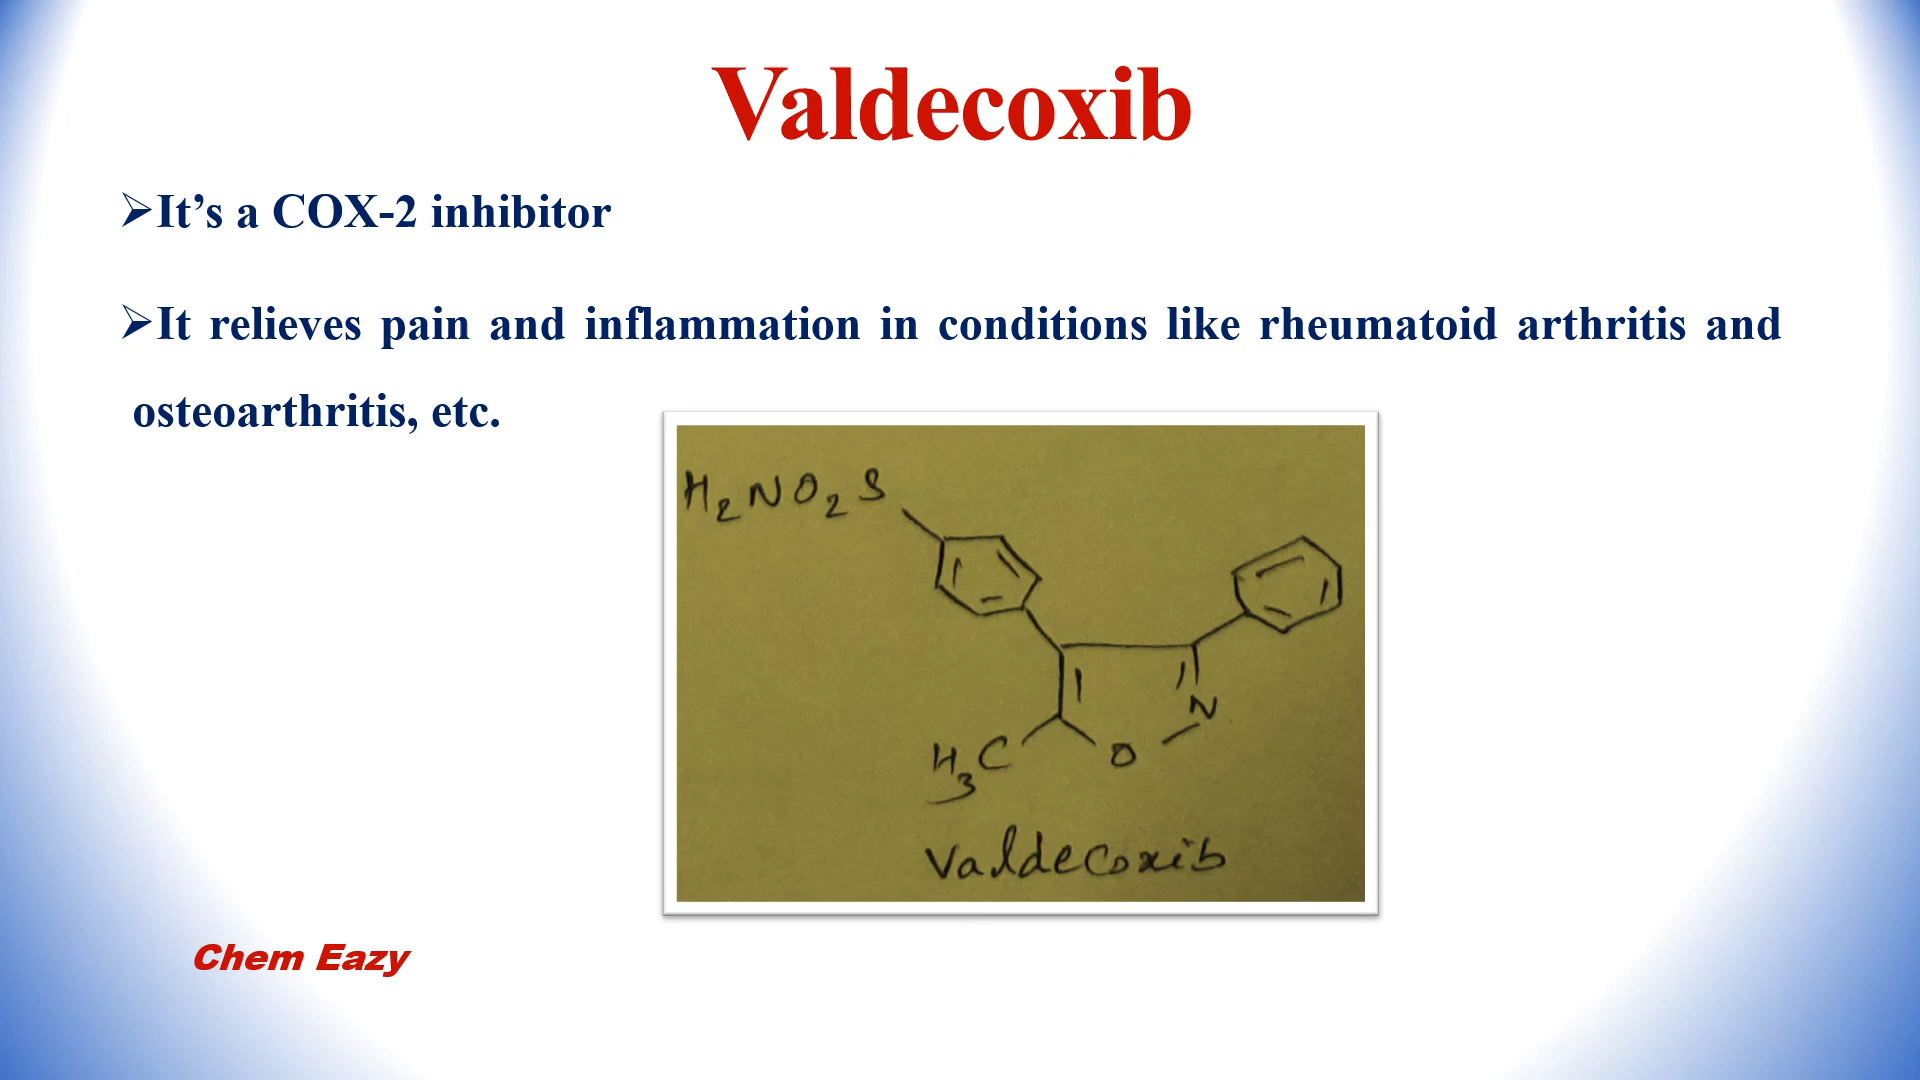 Valdecoxib
➢It’s a COX-2 inhibitor
➢It relieves pain and inflammation in conditions like rheumatoid arthritis and
osteoarthritis, etc.
H₂NO₂S
N
H₃C
O
Valdecoxib
Chem Eazy